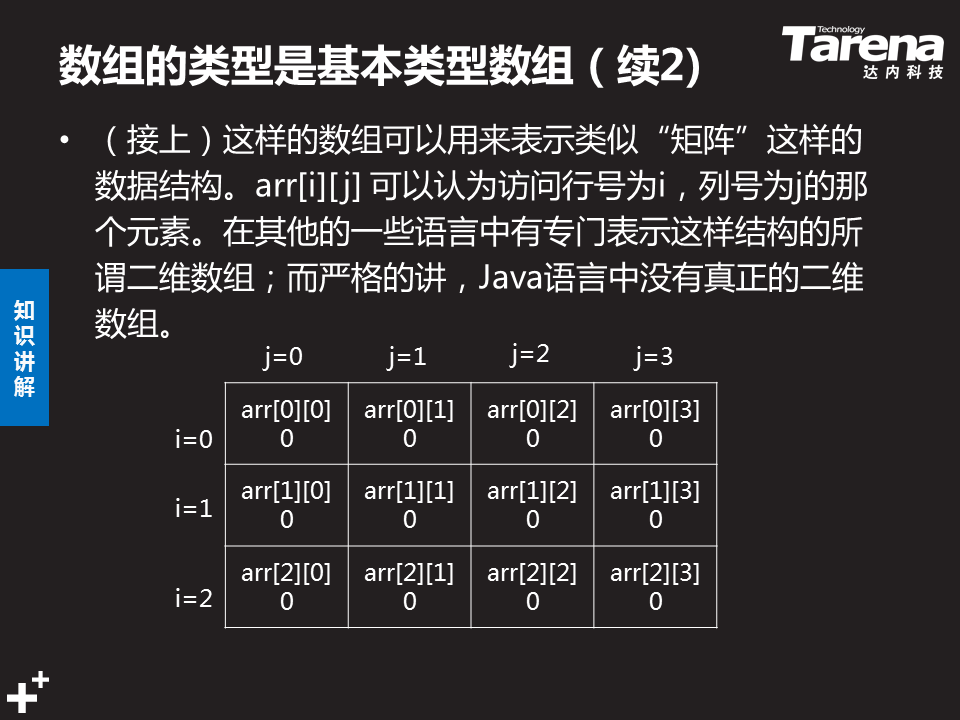 数组的类型是基本类型数组（续2)
Technology
Tarena
达内科技
• （接上）这样的数组可以用来表示类似“矩阵”这样的
数据结构。arr[i][j] 可以认为访问行号为i，列号为j的那
个元素。在其他的一些语言中有专门表示这样结构的所
谓二维数组；而严格的讲，Java语言中没有真正的二维
数组。
知
识
讲
解
j=0 j=1 j=2 j=3
i=0
arr[0][0] arr[0][1] arr[0][2] arr[0][3]
0 0 0 0
i=1
arr[1][0] arr[1][1] arr[1][2] arr[1][3]
0 0 0 0
i=2
arr[2][0] arr[2][1] arr[2][2] arr[2][3]
0 0 0 0